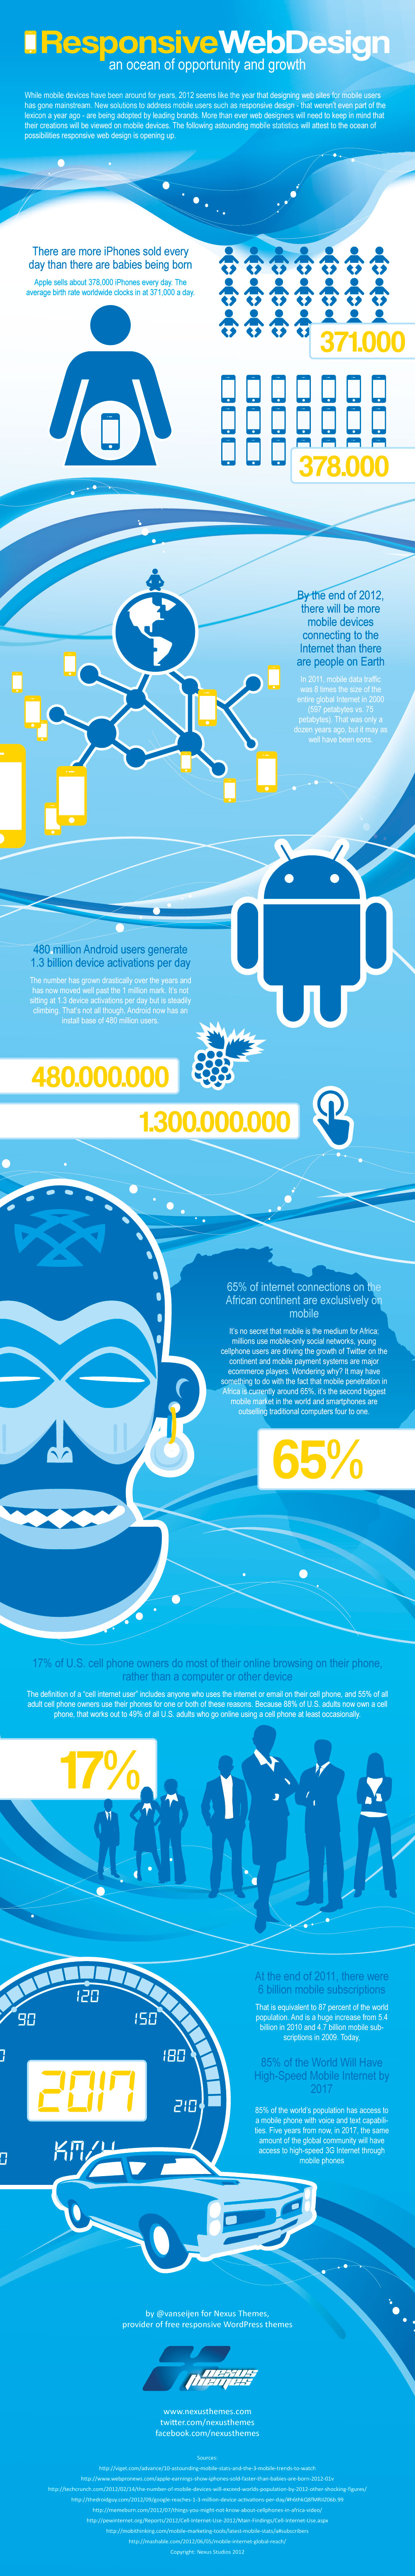 ResponsiveWebDesign
an ocean of opportunity and growth
While mobile devices have been around for years, 2012 seems like the year that designing web sites for mobile users
has gone mainstream. New solutions to address mobile users such as responsive design - that weren't even part of the
lexicon a year ago - are being adopted by leading brands. More than ever web designers will need to keep in mind that
their creations will be viewed on mobile devices. The following astounding mobile statistics will attest to the ocean of
possibilities responsive web design is opening up.
There are more iPhones sold every
day than there are babies being born
Apple sells about 378,000 iPhones every day. The
average birth rate worldwide clocks in at 371,000 a day.
371.000
378.000
By the end of 2012,
there will be more
mobile devices
connecting to the
Internet than there
are people on Earth
In 2011, mobile data traffic
was 8 times the size of the
entire global Internet in 2000
(597 petabytes vs. 75
petabytes). That was only a
dozen years ago, but it may as
well have been eons.
480 million Android users generate
1.3 billion device activations per day
The number has grown drastically over the years and
has now moved well past the 1 million mark. It's not
sitting at 1.3 device activations per day but is steadily
climbing. That's not all though, Android now has an
install base of 480 million users.
480.000.000
1.300.000.000
65% of internet connections on the
African continent are exclusively on
mobile
It's no secret that mobile is the medium for Africa;
millions use mobile-only social networks, young
cellphone users are driving the growth of Twitter on the
continent and mobile payment systems are major
ecommerce players. Wondering why? It may have
something to do with the fact that mobile penetration in
Africa is currently around 65%, it's the second biggest
mobile market in the world and smartphones are
outselling traditional computers four to one.
65%
17% of U.S. cell phone owners do most of their online browsing on their phone,
rather than a computer or other device
The definition of a "cell internet user" includes anyone who uses the internet or email on their cell phone, and 55% of all
adult cell phone owners use their phones for one or both of these reasons. Because 88% of U.S. adults now own a cell
phone, that works out to 49% of all U.S. adults who go online using a cell phone at least occasionally.
17%
At the end of 2011, there were
6 billion mobile subscriptions
That is equivalent to 87 percent of the world
population. And is a huge increase from 5.4
billion in 2010 and 4.7 billion mobile sub-
scriptions in 2009. Today,
85% of the World Will Have
High-Speed Mobile Internet by
2017
85% of the world's population has access to
a mobile phone with voice and text capabili-
ties. Five years from now, in 2017, the same
amount of the global community will have
access to high-speed 3G Internet through
mobile phones
90
120
150
180
210
2017
KM/H
by @vanseijen for Nexus Themes,
provider of free responsive WordPress themes
nexus
themes
www.nexusthemes.com
twitter.com/nexusthemes
facebook.com/nexusthemes
Sources:
http://viget.com/advance/10-astounding-mobile-stats-and-the-3-mobile-trends-to-watch
http://www.webpronews.com/apple-earnings-show-iphones-sold-faster-than-babies-are-born-2012-01v
http://techcrunch.com/2012/02/14/the-number-of-mobile-devices-will-exceed-worlds-population-by-2012-other-shocking-figures/
http://memeburn.com/2012/07/things-you-might-not-know-about-cellphones-in-africa-video/
http://pewinternet.org/Reports/2012/Cell-Internet-Use-2012/Main-Findings/Cell-Internet-Use.aspx
http://mobithinking.com/mobile-marketing-tools/latest-mobile-stats/a#subscribers
http://mashable.com/2012/06/05/mobile-internet-global-reach/
Copyright: Nexus Studios 2012